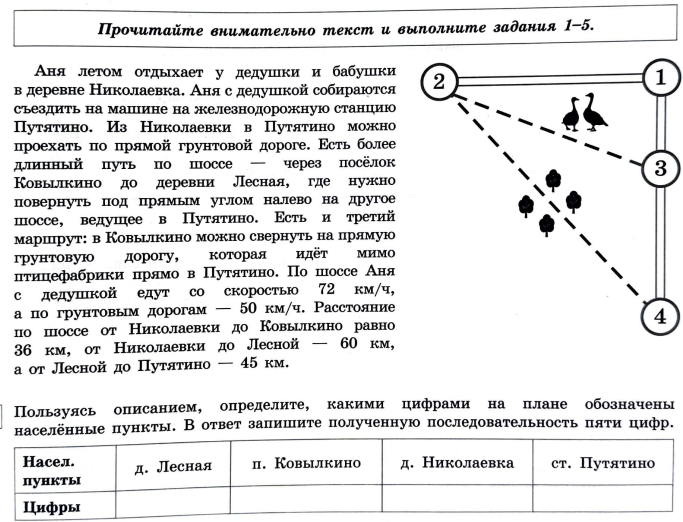 Прочитайте внимательно текст и выполните задания 1–5.
Аня летом отдыхает у дедушки и бабушки
в деревне Николаевка. Аня с дедушкой собираются
съездить на машине на железнодорожную станцию
Путятино. Из Николаевки в Путятино можно
проехать по прямой грунтовой дороге. Есть более
длинный путь по шоссе — через посёлок
Ковылкино до деревни Лесная, где нужно
повернуть под прямым углом налево на другое
шоссе, ведущее в Путятино. Есть и третий
маршрут: в Ковылкино можно свернуть на прямую
грунтовую дорогу, которая идёт мимо
птицефабрики прямо в Путятино. По шоссе Аня
с дедушкой едут со скоростью 72 км/ч,
а по грунтовым дорогам — 50 км/ч. Расстояние
по шоссе от Николаевки до Ковылкино равно
36 км, от Николаевки до Лесной — 60 км,
а от Лесной до Путятино — 45 км.
2
1
3
4
Пользуясь описанием, определите, какими цифрами на плане обозначены
населённые пункты. В ответ запишите полученную последовательность пяти цифр.
Насел. пункты д. Лесная п. Ковылкино д. Николаевка ст. Путятино
Цифры